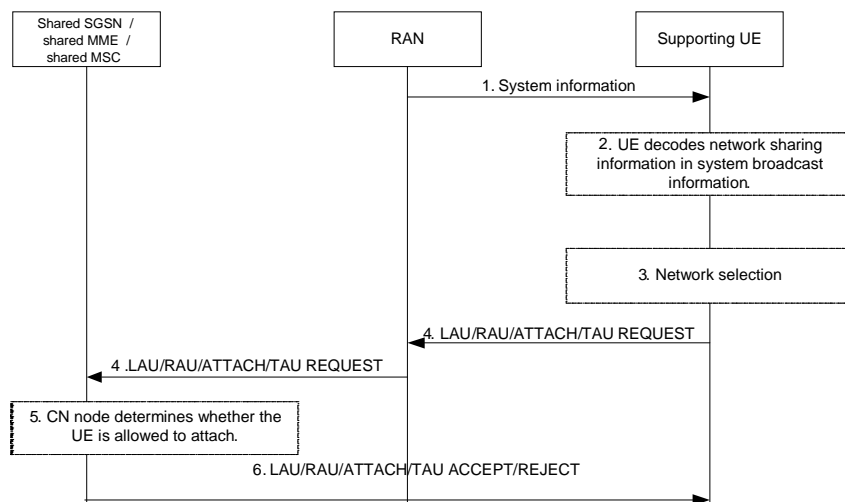 Shared SGSN /
shared MME /
shared MSC
RAN
Supporting UE
1. System information
2. UE decodes network sharing
information in system broadcast
information.
3. Network selection
4. LAU/RAU/ATTACH/TAU REQUEST
4 .LAU/RAU/ATTACH/TAU REQUEST
5. CN node determines whether the
UE is allowed to attach.
6. LAU/RAU/ATTACH/TAU ACCEPT/REJECT